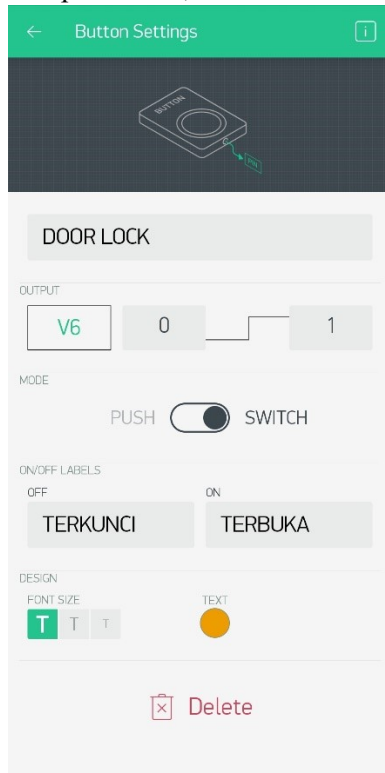 ← Button Settings i
BUTTON
PIN
DOOR LOCK
OUTPUT
V6 0 1
MODE
PUSH SWITCH
ON/OFF LABELS
OFF ON
TERKUNCI TERBUKA
DESIGN
FONT SIZE TEXT
T T T
Delete